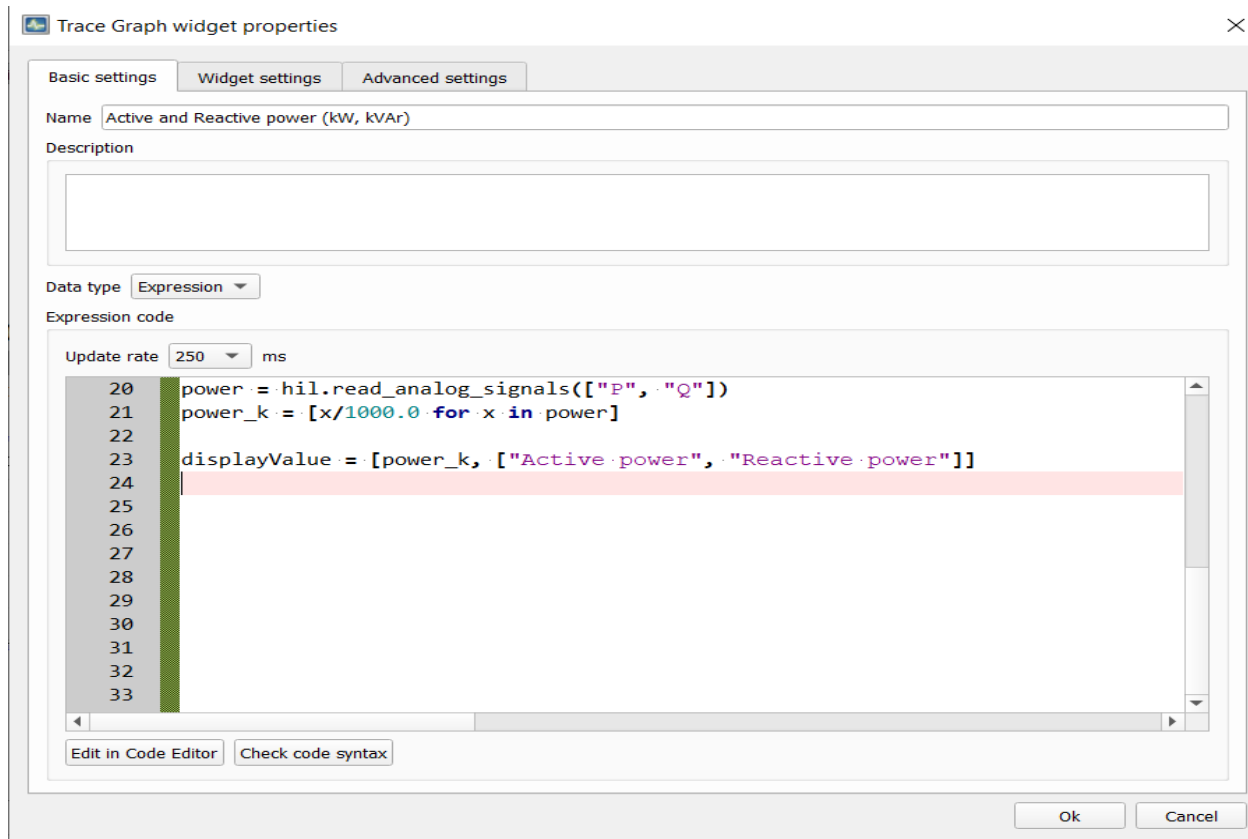 Trace Graph widget properties
Basic settings Widget settings Advanced settings
Name Active and Reactive power (kW, kVAr)
Description
Data type Expression
Expression code
Update rate 250 ms
20 power = hil.read_analog_signals(["P", "Q"])
21 power_k = [x/1000.0 for x in power]
22
23 displayValue = [power_k, ["Active power", "Reactive power"]]
24
25
26
27
28
29
30
31
32
33
Edit in Code Editor Check code syntax
Ok Cancel